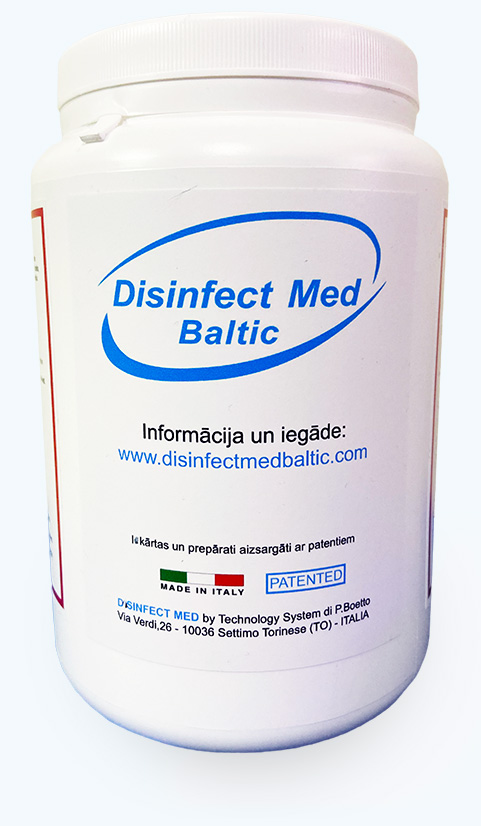 Disinfect Med
Baltic
Informācija un iegāde:
www.disinfectmedbaltic.com
Iekārtas un prepārati aizsargāti ar patentiem
MADE IN ITALY
PATENTED
DISINFECT MED by Technology System di P.Boetto
Via Verdi,26 - 10036 Settimo Torinese (TO) - ITALIA